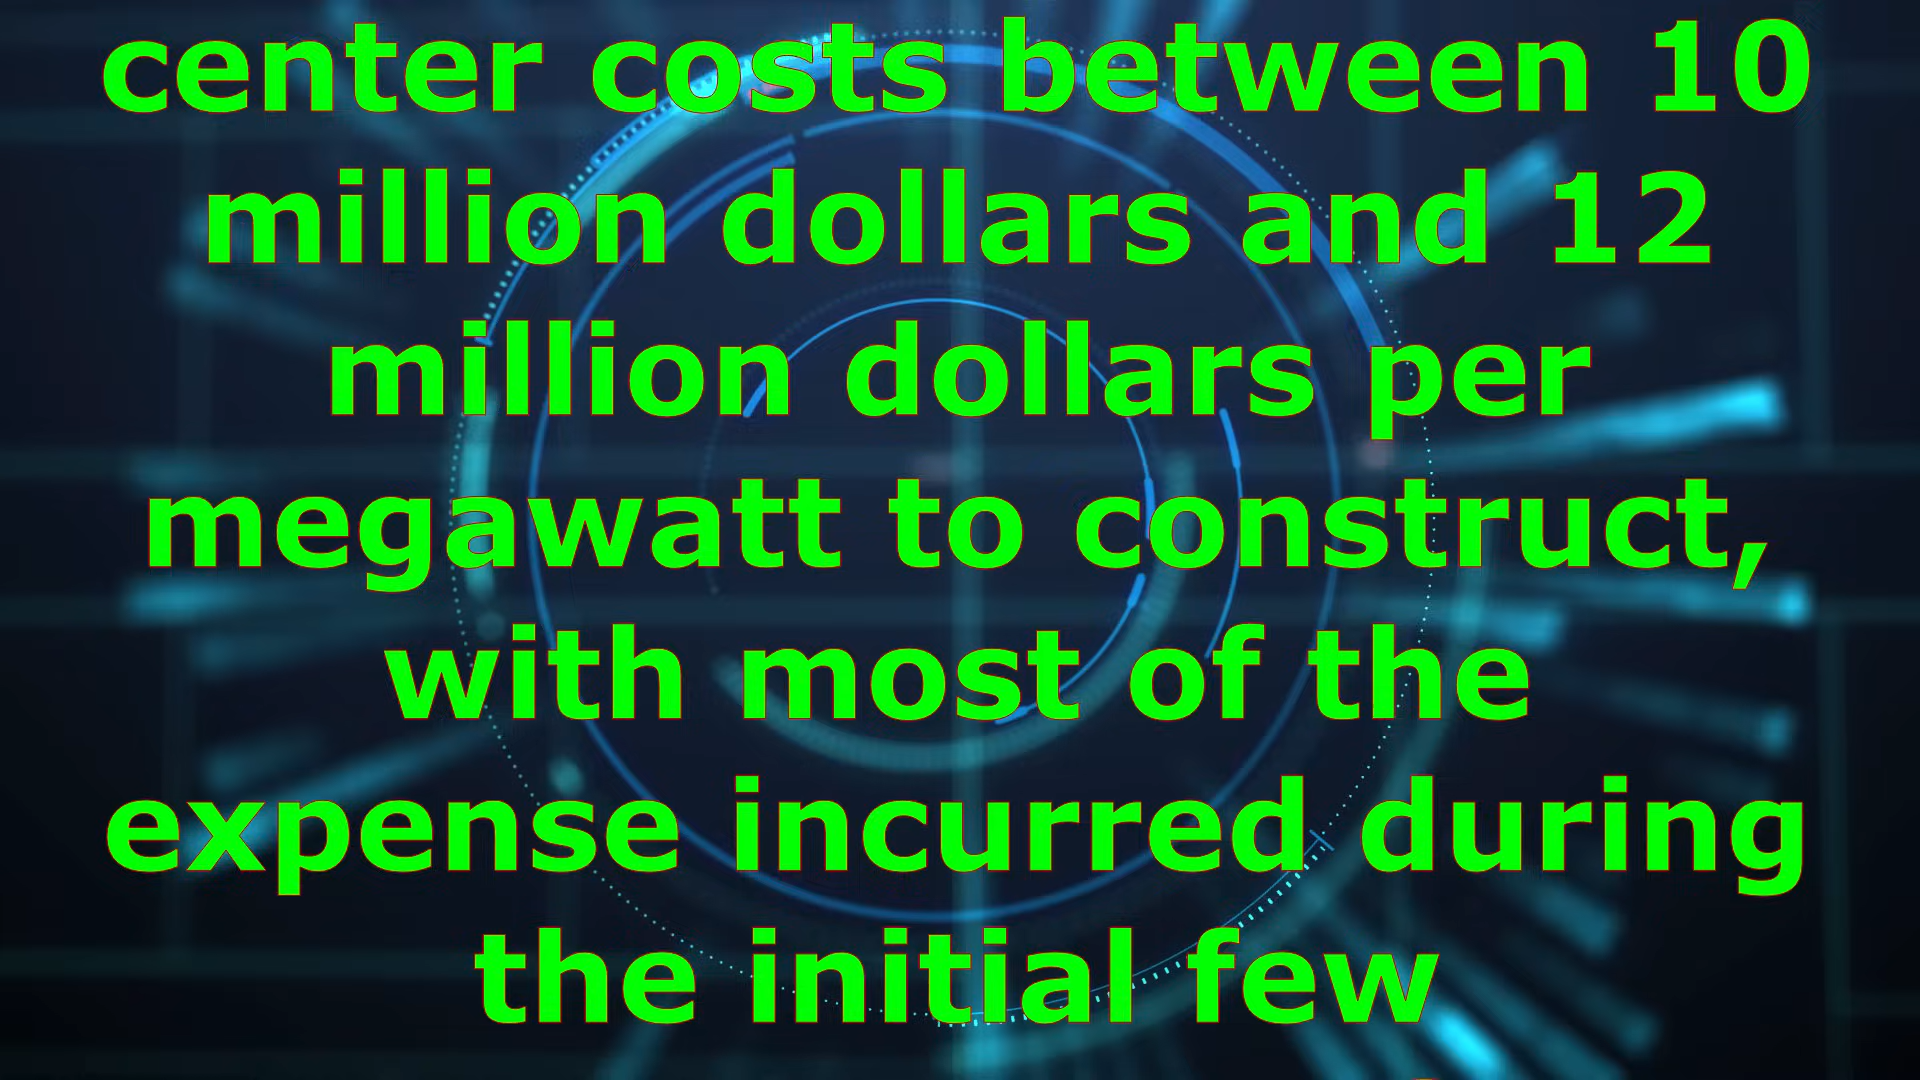 center costs between 10
million dollars and 12
million dollars per
megawatt to construct,
with most of the
expense incurred during
the initial few